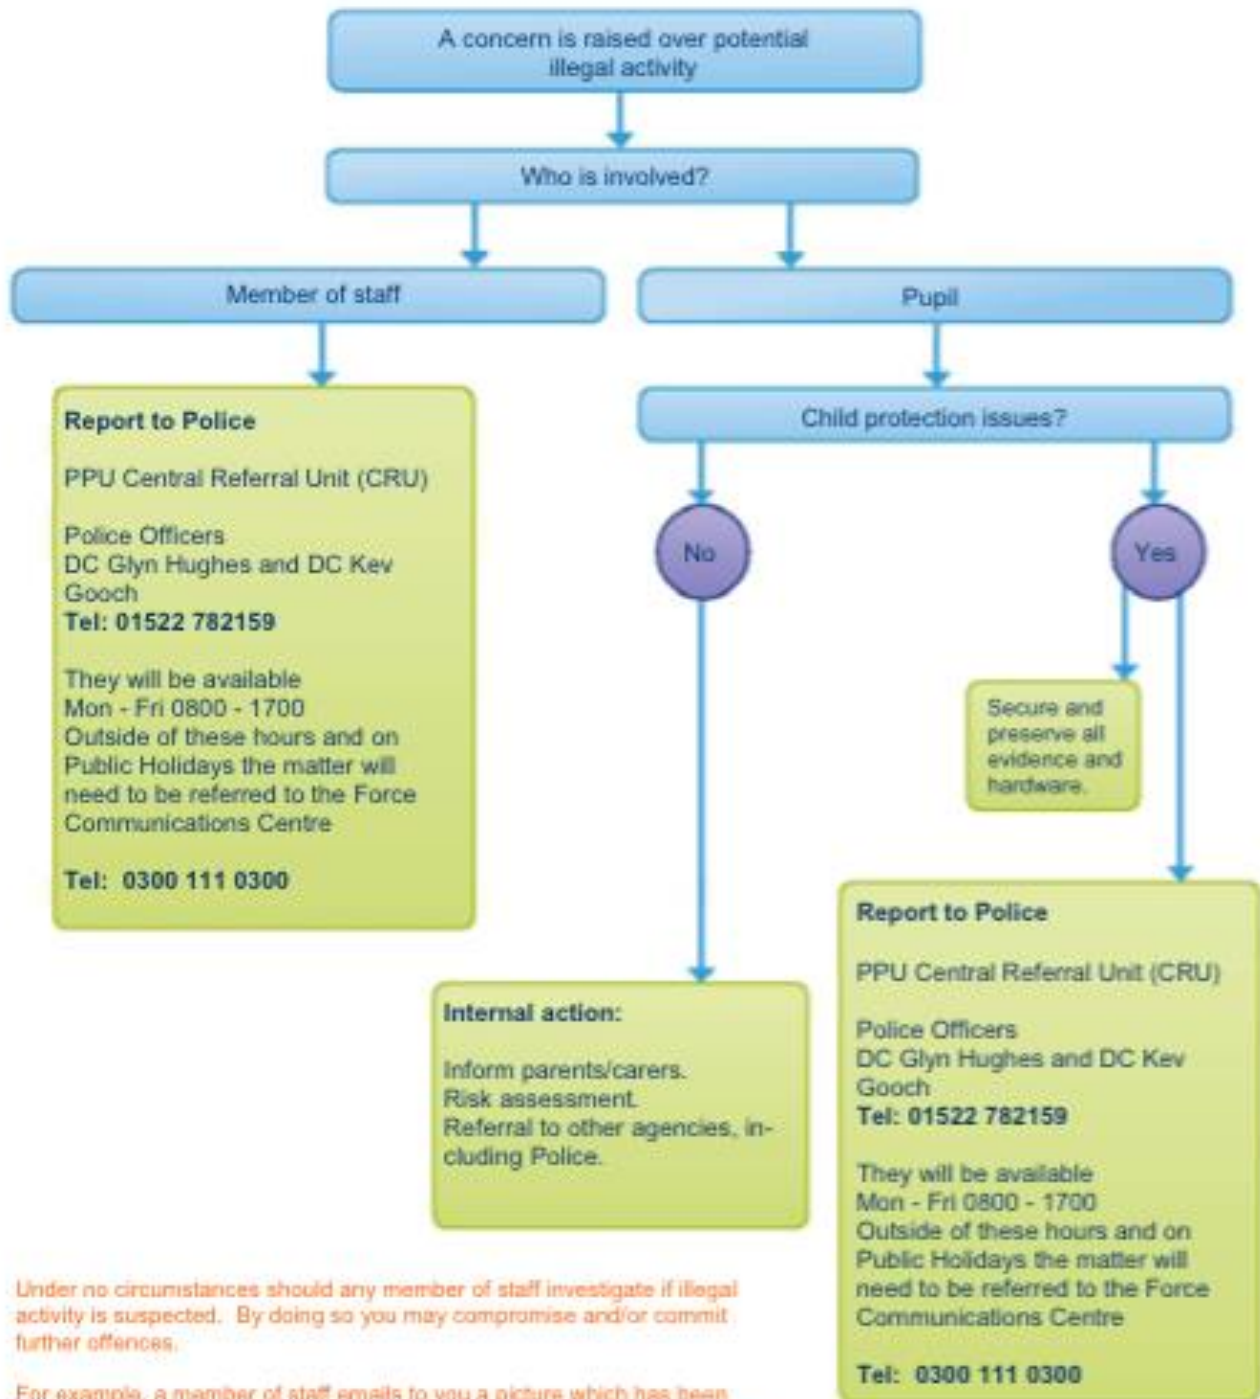 A concern is raised over potential
illegal activity
Who is involved?
Member of staff
Pupil
Report to Police
PPU Central Referral Unit (CRU)
Police Officers
DC Glyn Hughes and DC Kev
Gooch
Tel: 01522 782159
They will be available
Mon - Fri 0800 - 1700
Outside of these hours and on
Public Holidays the matter will
need to be referred to the Force
Communications Centre
Tel: 0300 111 0300
Child protection issues?
No
Yes
Secure and
preserve all
evidence and
hardware.
Internal action:
Inform parents/carers.
Risk assessment.
Referral to other agencies, in-
cluding Police.
Report to Police
PPU Central Referral Unit (CRU)
Police Officers
DC Glyn Hughes and DC Kev
Gooch
Tel: 01522 782159
They will be available
Mon - Fri 0800 - 1700
Outside of these hours and on
Public Holidays the matter will
need to be referred to the Force
Communications Centre
Tel: 0300 111 0300
Under no circumstances should any member of staff investigate if illegal
activity is suspected. By doing so you may compromise and/or commit
further offences.
For example, a member of staff emails to you a picture which has been